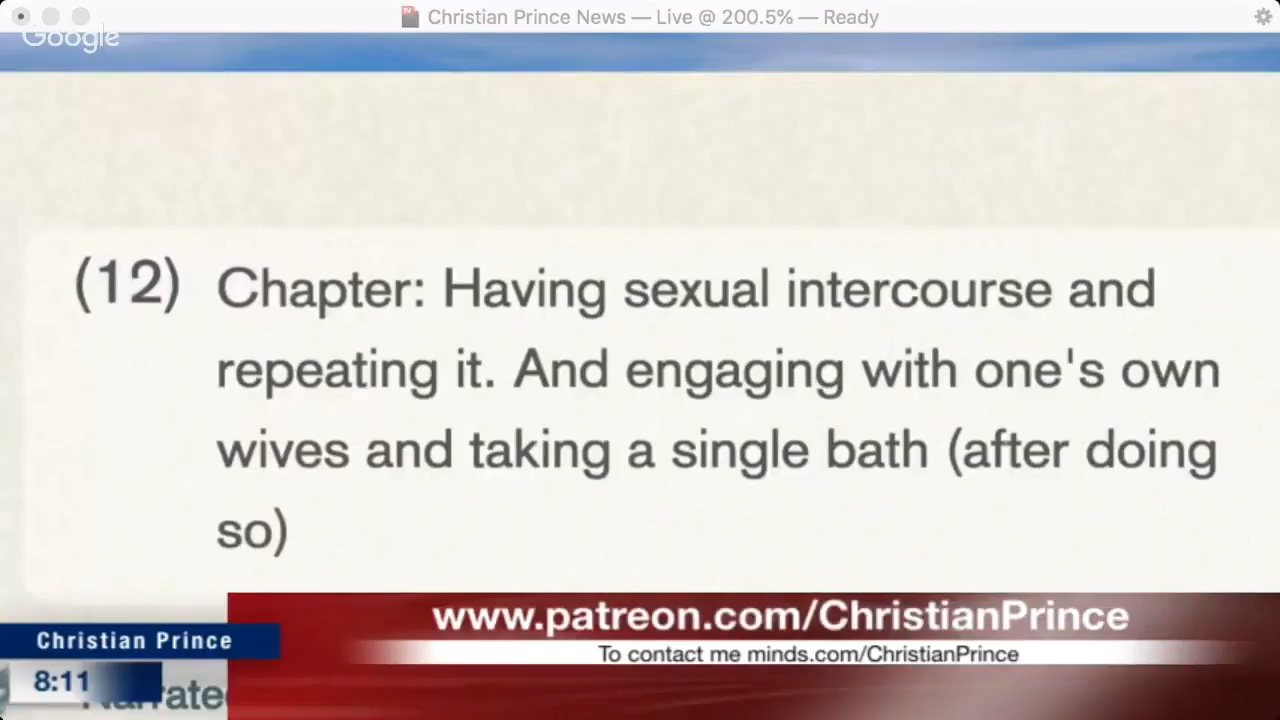 Christian Prince News — Live @ 200.5% — Ready
Google
(12) Chapter: Having sexual intercourse and
repeating it. And engaging with one's own
wives and taking a single bath (after doing
so)
www.patreon.com/ChristianPrince
Christian Prince
To contact me minds.com/ChristianPrince
8:11